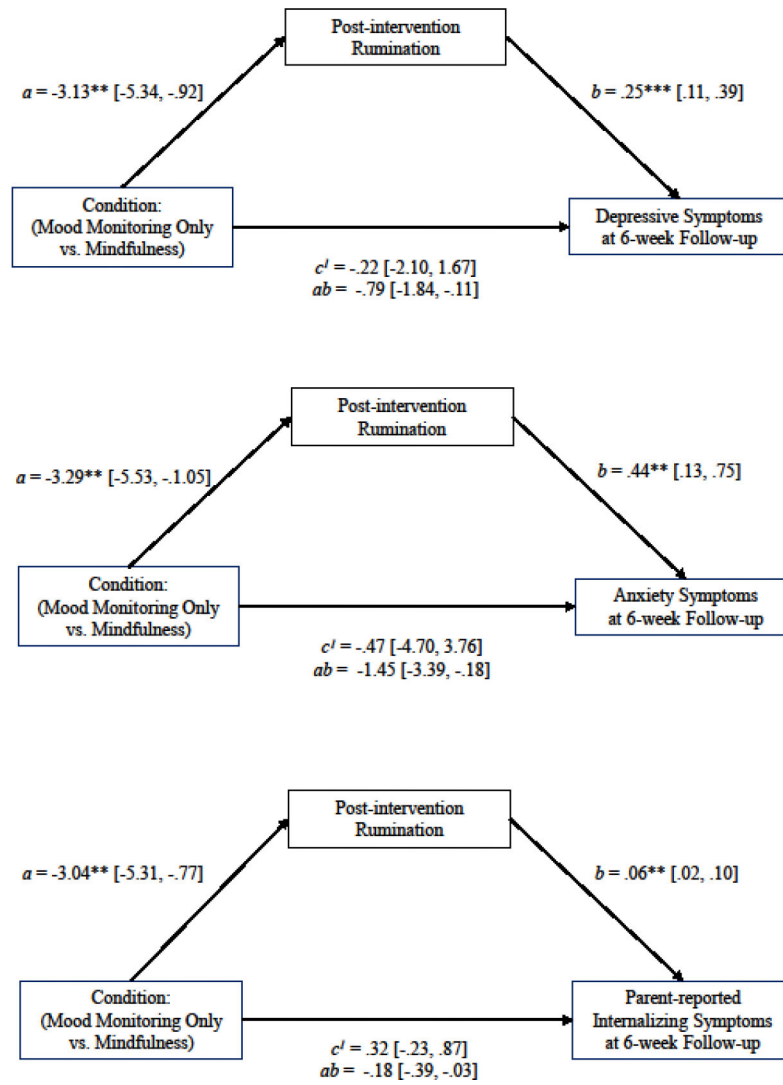 Post-intervention
Rumination
a = -3.13** [-5.34, -.92]
b = .25*** [.11, .39]
Condition:
(Mood Monitoring Only
vs. Mindfulness)
Depressive Symptoms
at 6-week Follow-up
c' = -.22 [-2.10, 1.67]
ab = -.79 [-1.84, -.11]
Post-intervention
Rumination
a = -3.29** [-5.53, -.1.05]
b = .44** [.13, .75]
Condition:
(Mood Monitoring Only
vs. Mindfulness)
Anxiety Symptoms
at 6-week Follow-up
c' = -.47 [-4.70, 3.76]
ab = -1.45 [-3.39, -.18]
Post-intervention
Rumination
a = -3.04** [-5.31, -.77]
b = .06** [.02, .10]
Condition:
(Mood Monitoring Only
vs. Mindfulness)
Parent-reported
Internalizing Symptoms
at 6-week Follow-up
c' = .32 [-.23, .87]
ab = -.18 [-.39, -.03]